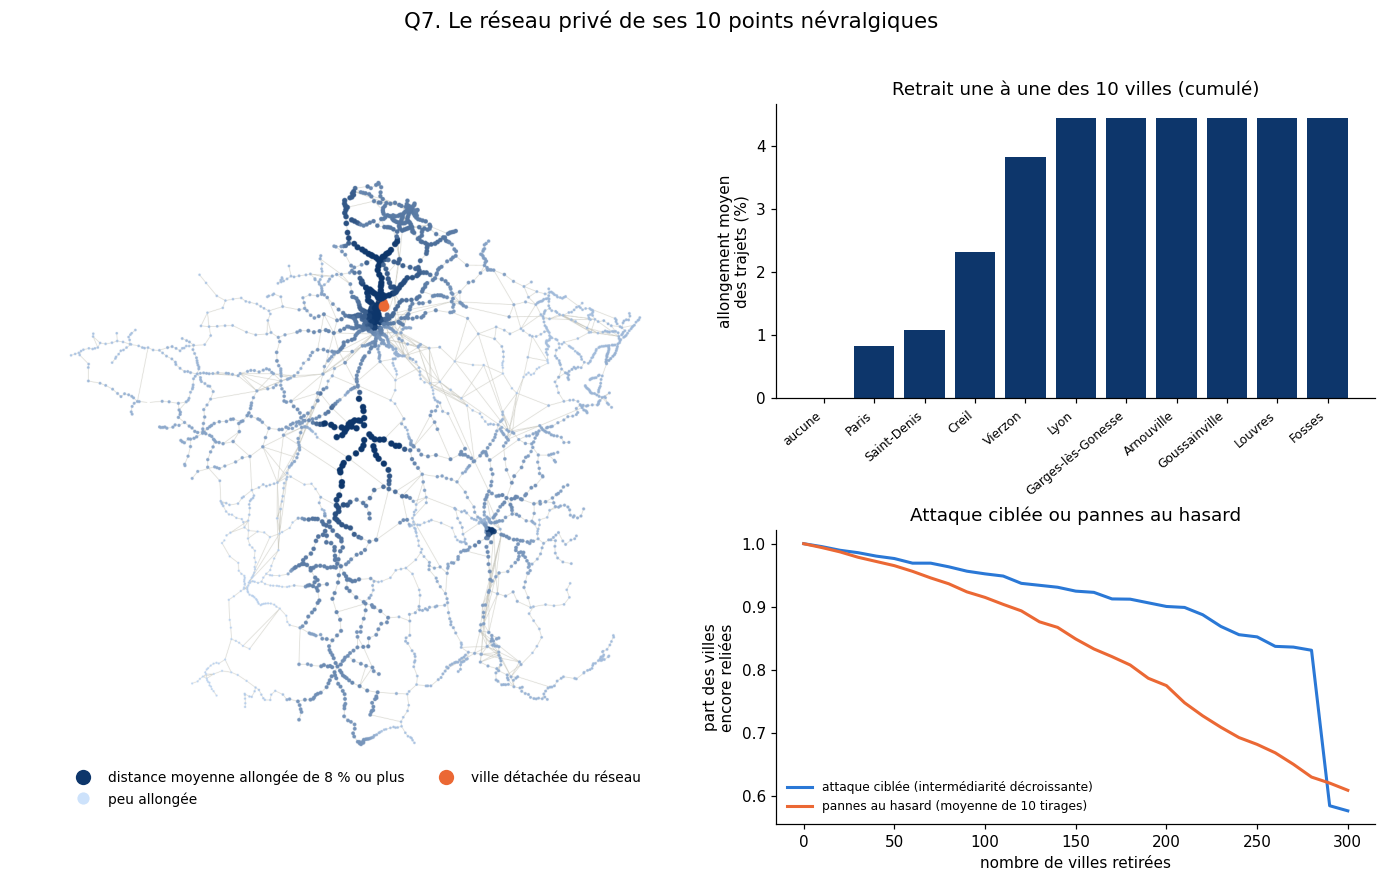 Q7. Le réseau privé de ses 10 points névralgiques
distance moyenne allongée de 8 % ou plus
ville détachée du réseau
peu allongée
Retrait une à une des 10 villes (cumulé)
allongement moyen
des trajets (%)
4
3
2
1
0
aucune
Paris
Saint-Denis
Creil
Vierzon
Lyon
Garges-lès-Gonesse
Arnouville
Goussainville
Louvres
Fosses
Attaque ciblée ou pannes au hasard
part des villes
encore reliées
1.0
0.9
0.8
0.7
0.6
attaque ciblée (intermédiarité décroissante)
pannes au hasard (moyenne de 10 tirages)
0
50
100
150
200
250
300
nombre de villes retirées